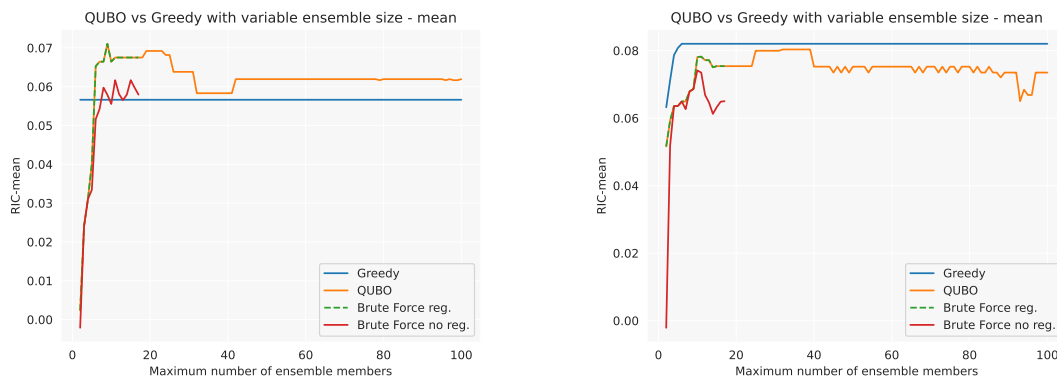 QUBO vs Greedy with variable ensemble size - mean
RIC-mean
0.07
0.06
0.05
0.04
0.03
0.02
0.01
0.00
0 20 40 60 80 100
Maximum number of ensemble members
Greedy
QUBO
Brute Force reg.
Brute Force no reg.
QUBO vs Greedy with variable ensemble size - mean
RIC-mean
0.08
0.06
0.04
0.02
0.00
0 20 40 60 80 100
Maximum number of ensemble members
Greedy
QUBO
Brute Force reg.
Brute Force no reg.